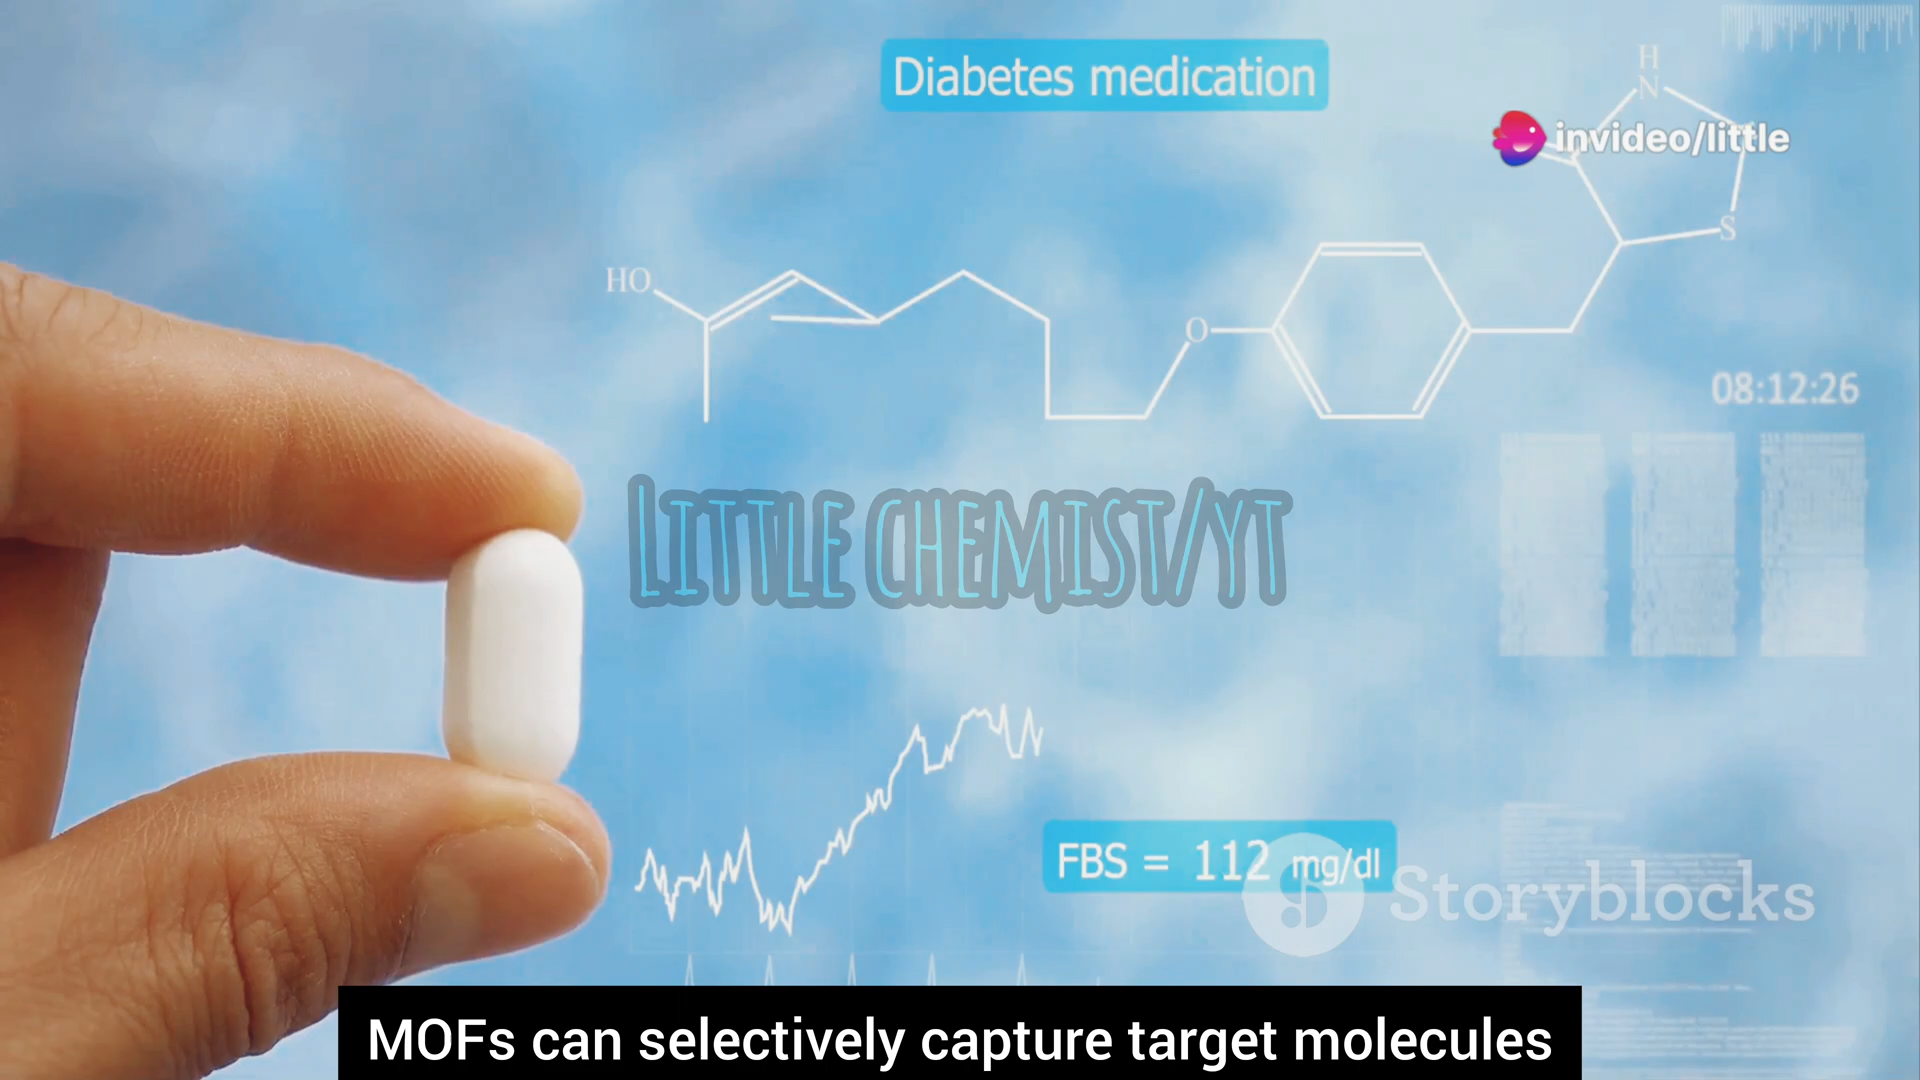 Diabetes medication
H
N
invideo/little
S
HO
O
08:12:26
LITTLE CHEMIST/YT
FBS = 112 mg/dl
Storyblocks
MOFs can selectively capture target molecules